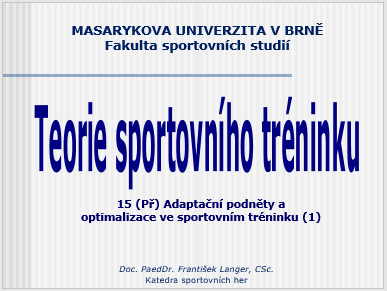 MASARYKOVA UNIVERZITA V BRNĚ
Fakulta sportovních studií
Teorie sportovního tréninku
15 (Př) Adaptační podněty a
optimalizace ve sportovním tréninku (1)
Doc. PaedDr. František Langer, CSc.
Katedra sportovních her